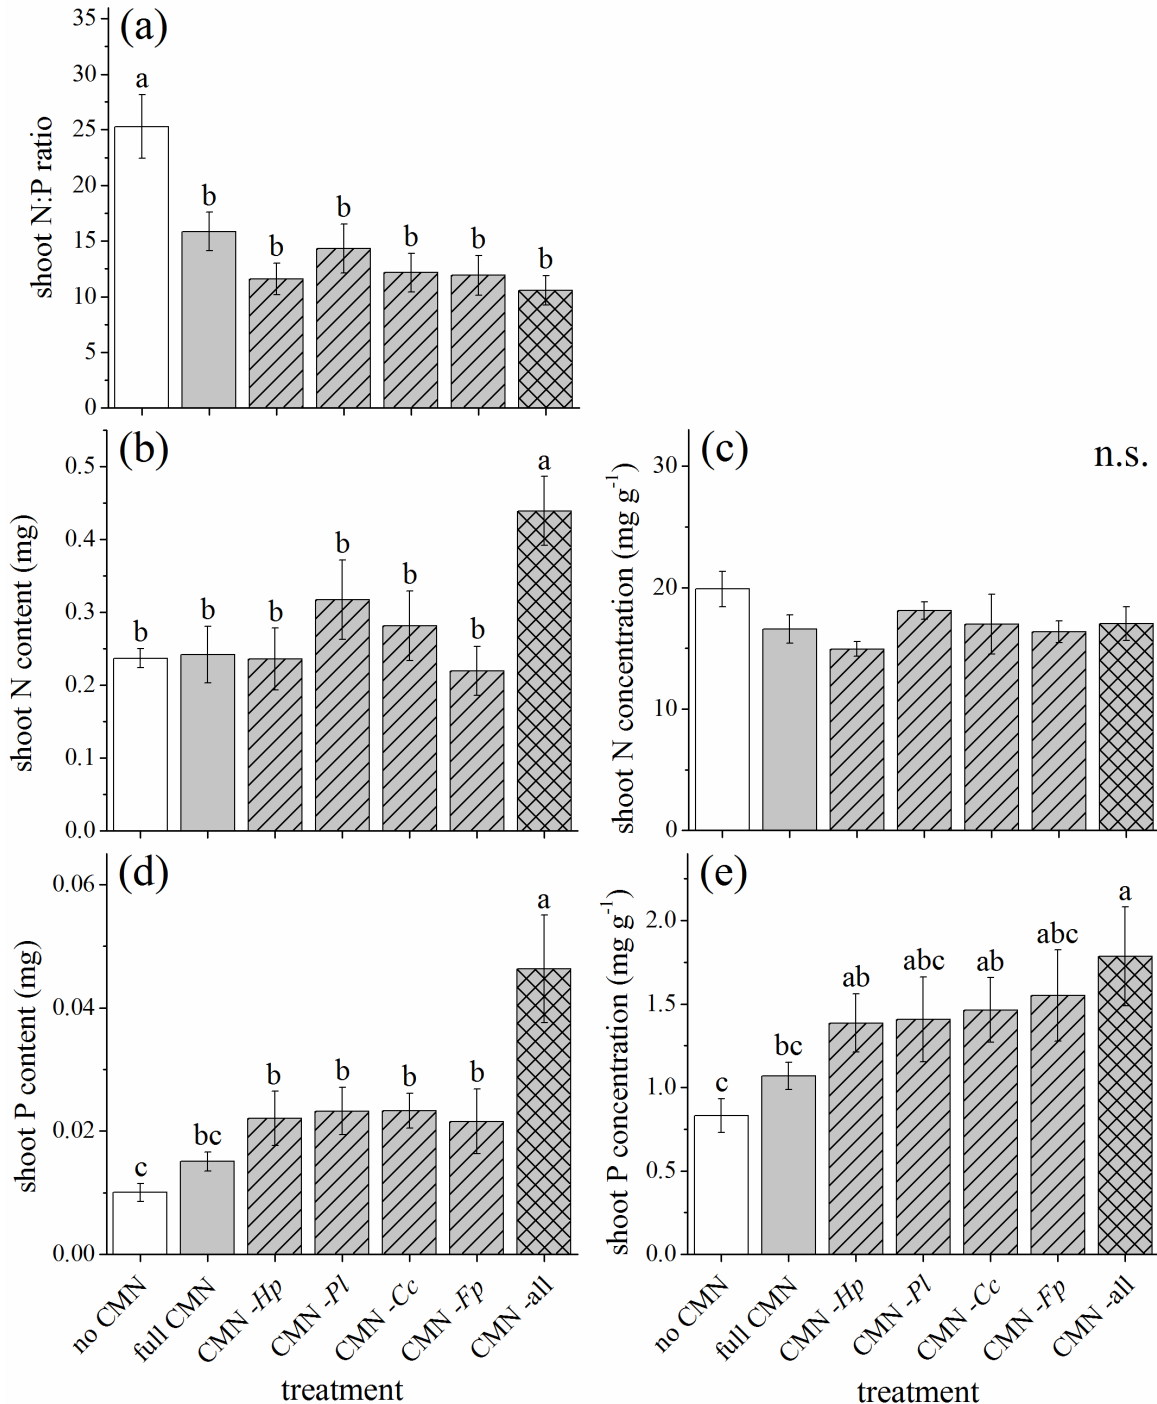 (a)
shoot N:P ratio
35
30
25
20
15
10
5
0
a
b
b
b
b
b
b
(b)
shoot N content (mg)
0.5
0.4
0.3
0.2
0.1
0.0
b
b
b
b
b
b
a
(c)
n.s.
shoot N concentration (mg g⁻¹)
30
20
10
0
(d)
shoot P content (mg)
0.06
0.04
0.02
0.00
c
bc
b
b
b
b
a
no CMN
full CMN
CMN -Hp
CMN -Pl
CMN -Cc
CMN -Fp
CMN -all
treatment
(e)
shoot P concentration (mg g⁻¹)
2.0
1.5
1.0
0.5
0.0
c
bc
ab
abc
ab
abc
a
no CMN
full CMN
CMN -Hp
CMN -Pl
CMN -Cc
CMN -Fp
CMN -all
treatment